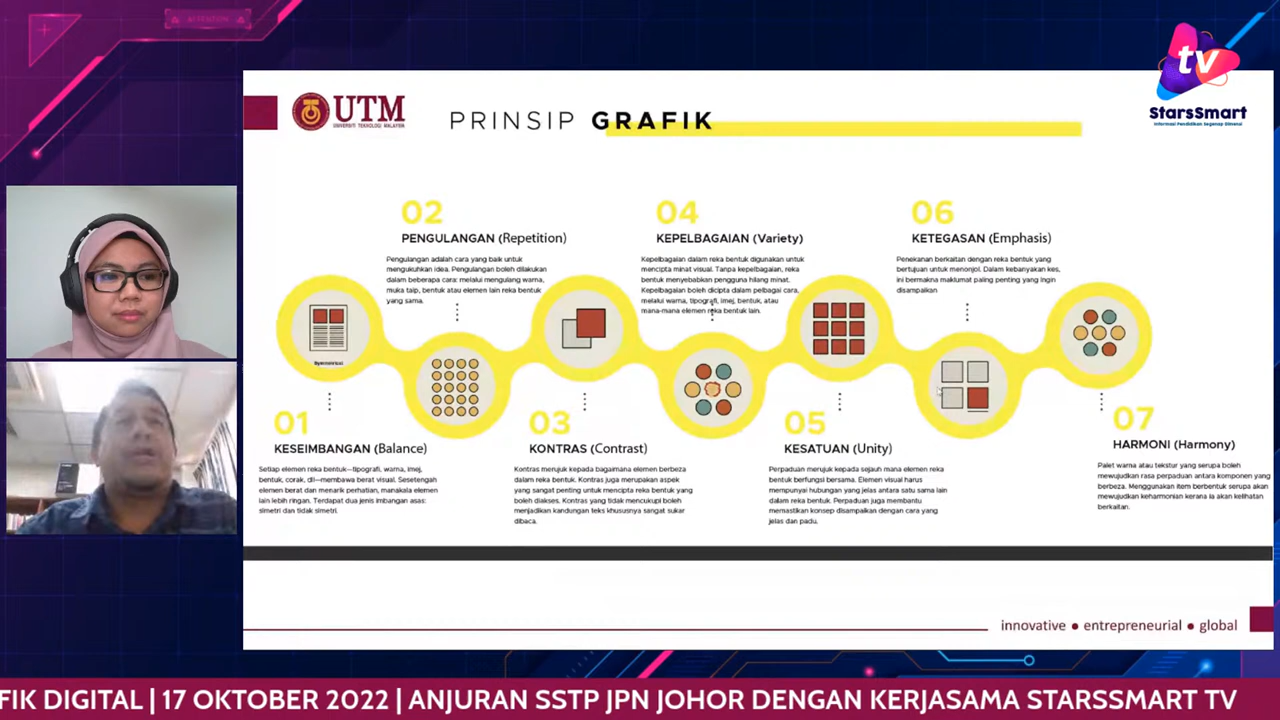 tv
StarsSmart
Informasi Pendidikan Segenap Dimensi
UTM
UNIVERSITI TEKNOLOGI MALAYSIA
PRINSIP GRAFIK
01
KESEIMBANGAN (Balance)
Setiap elemen reka bentuk—tipografi, warna, imej,
bentuk, corak, dll—membawa berat visual. Sesetengah
elemen berat dan menarik perhatian, manakala elemen
lain lebih ringan. Terdapat dua jenis imbangan asas:
simetri dan tidak simetri.
02
PENGULANGAN (Repetition)
Pengulangan adalah cara yang baik untuk
mengukuhkan idea. Pengulangan boleh dilakukan
dalam beberapa cara: melalui mengulang warna,
muka taip, bentuk atau elemen lain reka bentuk
yang sama.
03
KONTRAS (Contrast)
Kontras merujuk kepada bagaimana elemen berbeza
dalam reka bentuk. Kontras juga merupakan aspek
yang sangat penting untuk mencipta reka bentuk yang
boleh diakses. Kontras yang tidak mencukupi boleh
menjadikan kandungan teks khususnya sangat sukar
dibaca.
04
KEPELBAGAIAN (Variety)
Kepelbagaian dalam reka bentuk digunakan untuk
mencipta minat visual. Tanpa kepelbagaian, reka
bentuk menyebabkan pengguna hilang minat.
Kepelbagaian boleh dicipta dalam pelbagai cara,
melalui warna, tipografi, imej, bentuk, atau
mana-mana elemen reka bentuk lain.
05
KESATUAN (Unity)
Perpaduan merujuk kepada sejauh mana elemen reka
bentuk berfungsi bersama. Elemen visual harus
mempunyai hubungan yang jelas antara satu sama lain
dalam reka bentuk. Perpaduan juga membantu
memastikan konsep disampaikan dengan cara yang
jelas dan padu.
06
KETEGASAN (Emphasis)
Penekanan berkaitan dengan reka bentuk yang
bertujuan untuk menonjol. Dalam kebanyakan kes,
ini bermakna maklumat paling penting yang ingin
disampaikan
07
HARMONI (Harmony)
Palet warna atau tekstur yang serupa boleh
mewujudkan rasa perpaduan antara komponen yang
berbeza. Menggunakan item berbentuk serupa akan
mewujudkan keharmonian kerana ia akan kelihatan
berkaitan.
innovative ● entrepreneurial ● global
FIK DIGITAL | 17 OKTOBER 2022 | ANJURAN SSTP JPN JOHOR DENGAN KERJASAMA STARSSMART TV